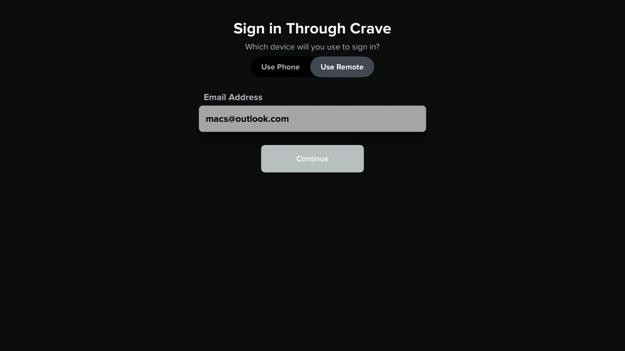 Sign in Through Crave
Which device will you use to sign in?
Use Phone Use Remote
Email Address
macs@outlook.com
Continue